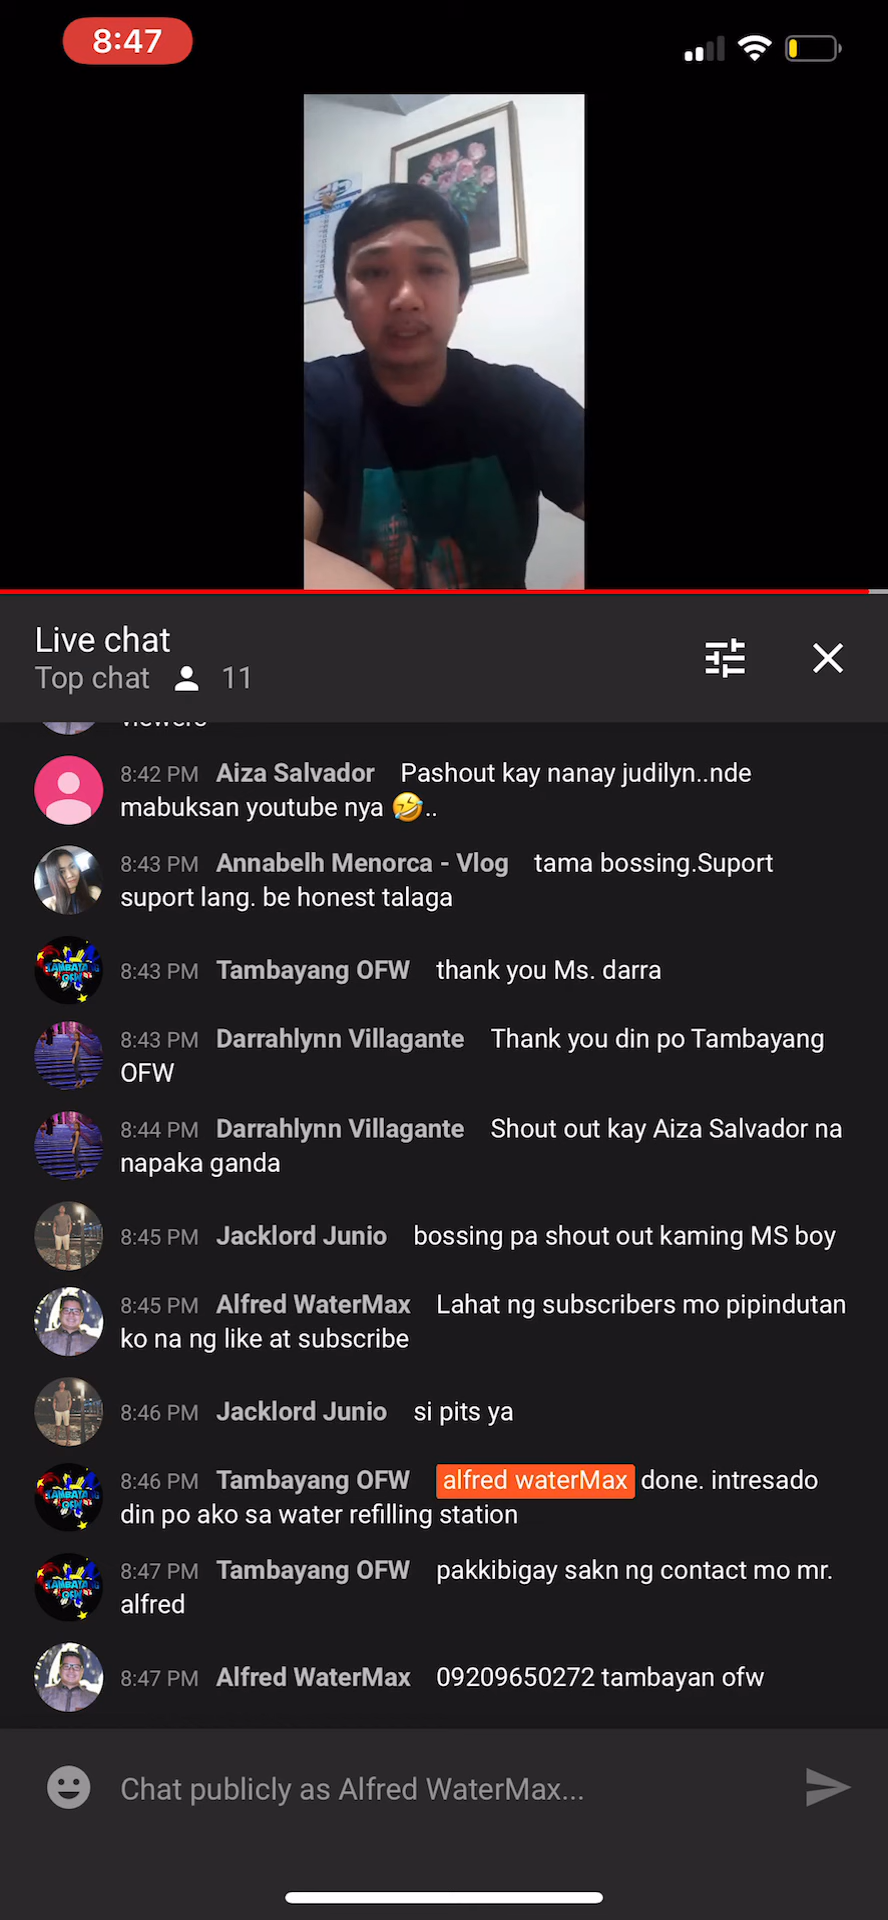 8:47
Live chat
Top chat 11
viewers
8:42 PM Aiza Salvador Pashout kay nanay judilyn..nde
mabuksan youtube nya 🤣..
8:43 PM Annabelh Menorca - Vlog tama bossing.Suport
suport lang. be honest talaga
TAMBAYANG
OFW
8:43 PM Tambayang OFW thank you Ms. darra
8:43 PM Darrahlynn Villagante Thank you din po Tambayang
OFW
8:44 PM Darrahlynn Villagante Shout out kay Aiza Salvador na
napaka ganda
8:45 PM Jacklord Junio bossing pa shout out kaming MS boy
8:45 PM Alfred WaterMax Lahat ng subscribers mo pipindutan
ko na ng like at subscribe
8:46 PM Jacklord Junio si pits ya
TAMBAYANG
OFW
8:46 PM Tambayang OFW alfred waterMax done. intresado
din po ako sa water refilling station
TAMBAYANG
OFW
8:47 PM Tambayang OFW pakkibigay sakn ng contact mo mr.
alfred
8:47 PM Alfred WaterMax 09209650272 tambayan ofw
Chat publicly as Alfred WaterMax...